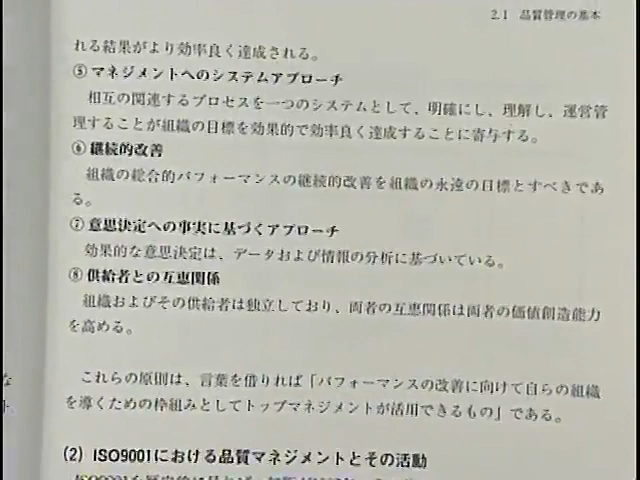 2.1 品質管理の基本
れる結果がより効率良く達成される。
⑤ マネジメントへのシステムアプローチ
相互の関連するプロセスを一つのシステムとして、明確にし、理解し、運営管
理することが組織の目標を効果的で効率良く達成することに寄与する。
⑥ 継続的改善
組織の総合的パフォーマンスの継続的改善を組織の永遠の目標とすべきであ
る。
⑦ 意思決定への事実に基づくアプローチ
効果的な意思決定は、データおよび情報の分析に基づいている。
⑧ 供給者との互恵関係
組織およびその供給者は独立しており、両者の互恵関係は両者の価値創造能力
を高める。
これらの原則は、言葉を借りれば「パフォーマンスの改善に向けて自らの組織
を導くための枠組みとしてトップマネジメントが活用できるもの」である。
(2) ISO9001における品質マネジメントとその活動